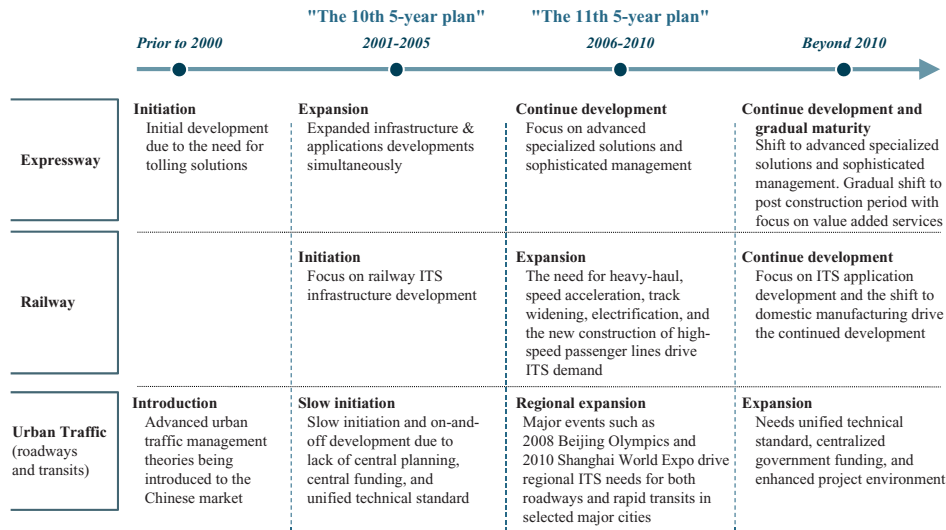 "The 10th 5-year plan"
"The 11th 5-year plan"
Prior to 2000
2001-2005
2006-2010
Beyond 2010
Expressway
Initiation
Initial development
due to the need for
tolling solutions
Expansion
Expanded infrastructure &
applications developments
simultaneously
Continue development
Focus on advanced
specialized solutions and
sophisticated management
Continue development and
gradual maturity
Shift to advanced specialized
solutions and sophisticated
management. Gradual shift to
post construction period with
focus on value added services
Railway
Initiation
Focus on railway ITS
infrastructure development
Expansion
The need for heavy-haul,
speed acceleration, track
widening, electrification, and
the new construction of high-
speed passenger lines drive
ITS demand
Continue development
Focus on ITS application
development and the shift to
domestic manufacturing drive
the continued development
Urban Traffic
(roadways
and transits)
Introduction
Advanced urban
traffic management
theories being
introduced to the
Chinese market
Slow initiation
Slow initiation and on-and-
off development due to
lack of central planning,
central funding, and
unified technical standard
Regional expansion
Major events such as
2008 Beijing Olympics and
2010 Shanghai World Expo drive
regional ITS needs for both
roadways and rapid transits in
selected major cities
Expansion
Needs unified technical
standard, centralized
government funding, and
enhanced project environment